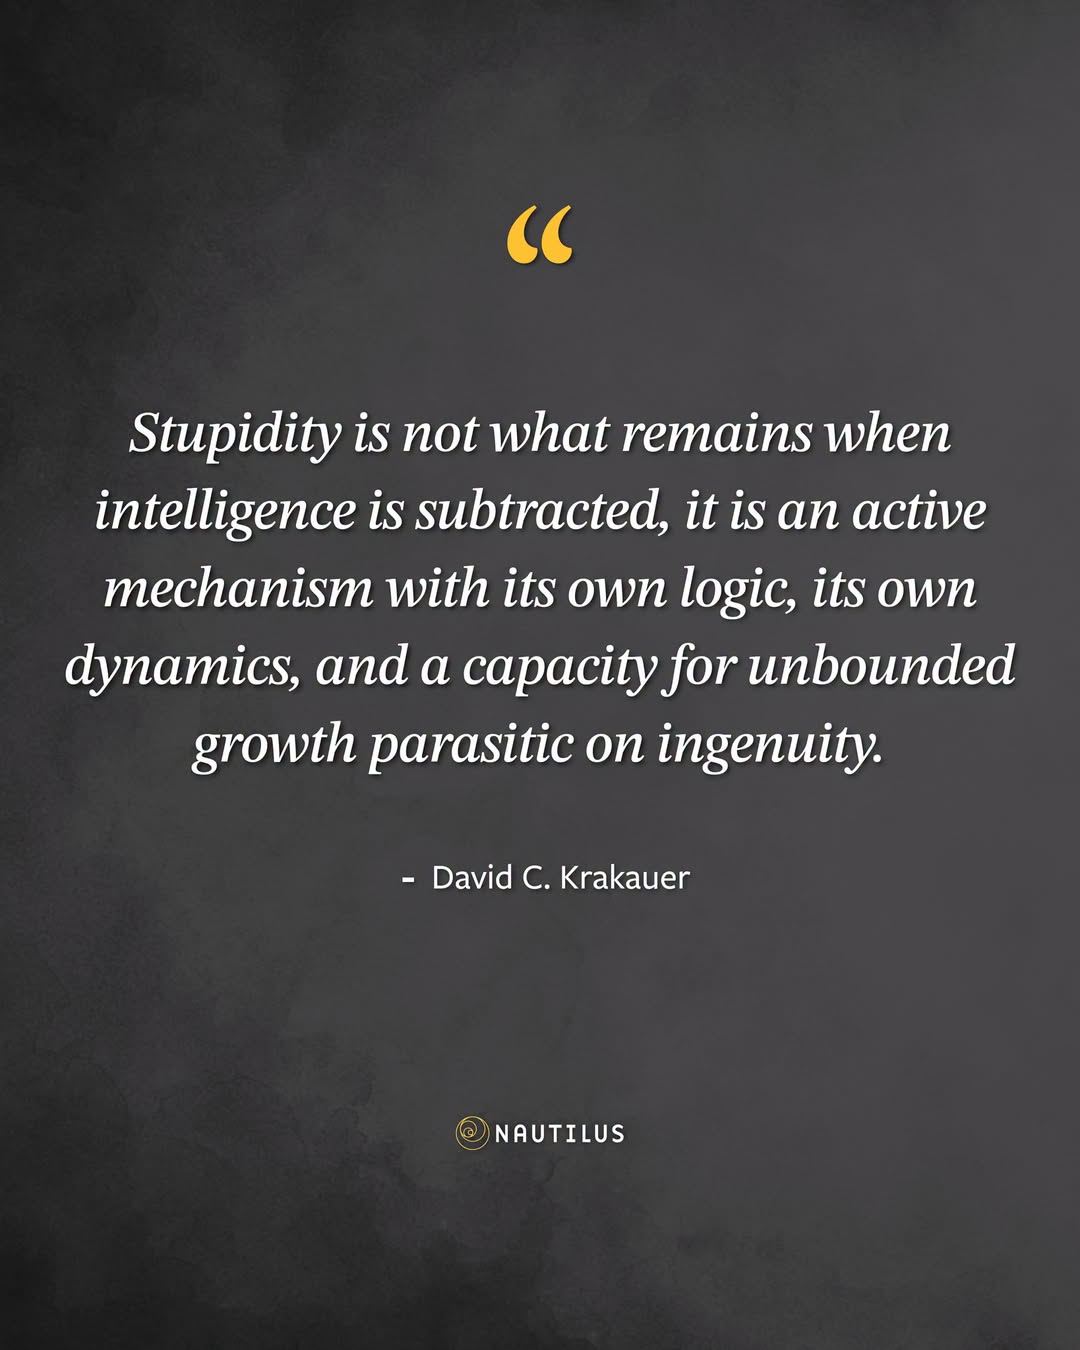 “
Stupidity is not what remains when
intelligence is subtracted, it is an active
mechanism with its own logic, its own
dynamics, and a capacity for unbounded
growth parasitic on ingenuity.
- David C. Krakauer
NAUTILUS